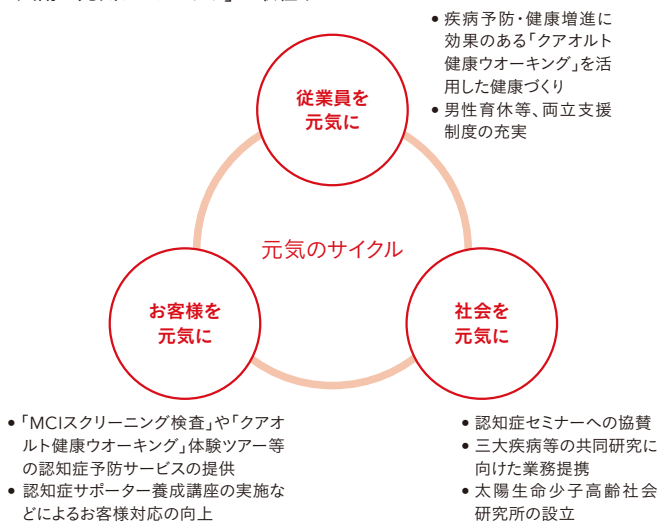 • 疾病予防・健康増進に
効果のある「クアオルト
健康ウオーキング」を活
用した健康づくり
• 男性育休等、両立支援
制度の充実
従業員を
元気に
元気のサイクル
お客様を
元気に
社会を
元気に
• 「MCIスクリーニング検査」や「クアオ
ルト健康ウオーキング」体験ツアー等
の認知症予防サービスの提供
• 認知症サポーター養成講座の実施な
どによるお客様対応の向上
• 認知症セミナーへの協賛
• 三大疾病等の共同研究に
向けた業務提携
• 太陽生命少子高齢社会
研究所の設立